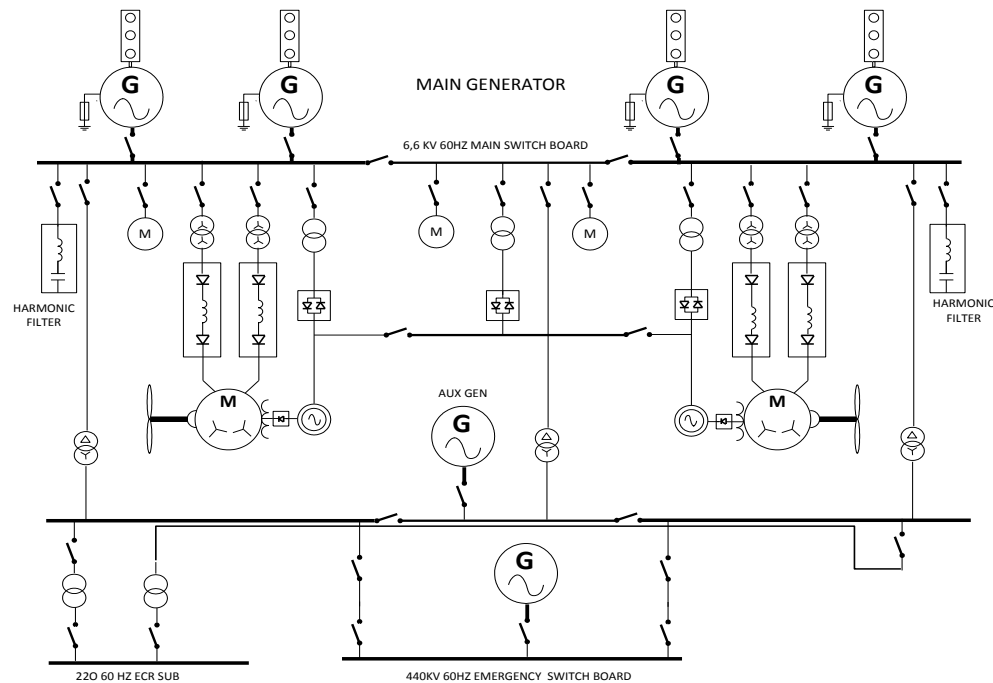 G
G
G
G
MAIN GENERATOR
6,6 KV 60HZ MAIN SWITCH BOARD
M
M
M
HARMONIC
FILTER
HARMONIC
FILTER
AUX GEN
M
M
G
G
22O 60 HZ ECR SUB
440KV 60HZ EMERGENCY SWITCH BOARD